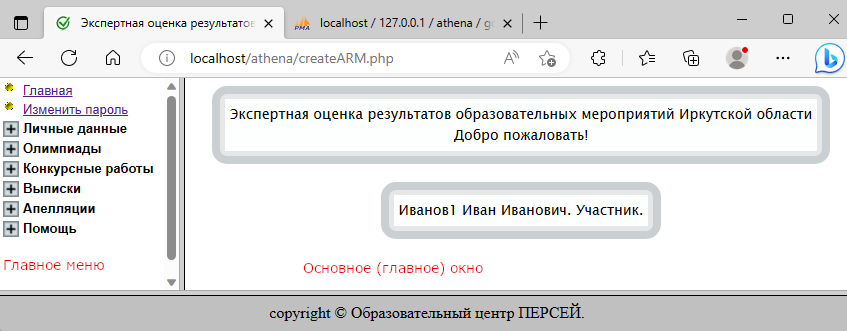 Экспертная оценка результатов
localhost / 127.0.0.1 / athena / go
localhost/athena/createARM.php
Главная
Изменить пароль
Личные данные
Олимпиады
Конкурсные работы
Выписки
Апелляции
Помощь
Главное меню
Экспертная оценка результатов образовательных мероприятий Иркутской области
Добро пожаловать!
Иванов1 Иван Иванович. Участник.
Основное (главное) окно
copyright © Образовательный центр ПЕРСЕЙ.